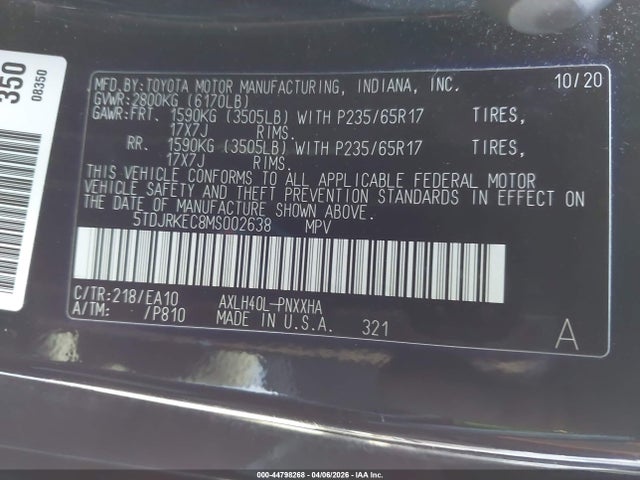 350
08350
MFD.BY:TOYOTA MOTOR MANUFACTURING, INDIANA, INC. 10/20
GVWR:2800KG (6170LB)
GAWR:FRT. 1590KG (3505LB) WITH P235/65R17 TIRES,
17X7J RIMS.
RR. 1590KG (3505LB) WITH P235/65R17 TIRES,
17X7J RIMS.
THIS VEHICLE CONFORMS TO ALL APPLICABLE FEDERAL MOTOR
VEHICLE SAFETY AND THEFT PREVENTION STANDARDS IN EFFECT ON
THE DATE OF MANUFACTURE SHOWN ABOVE.
5TDJRKEC8MS002638 MPV
C/TR:218/EA10 AXLH40L-PNXXHA
A/TM: /P810 MADE IN U.S.A. 321
A
000-44798268 - 04/06/2026 - IAA Inc.